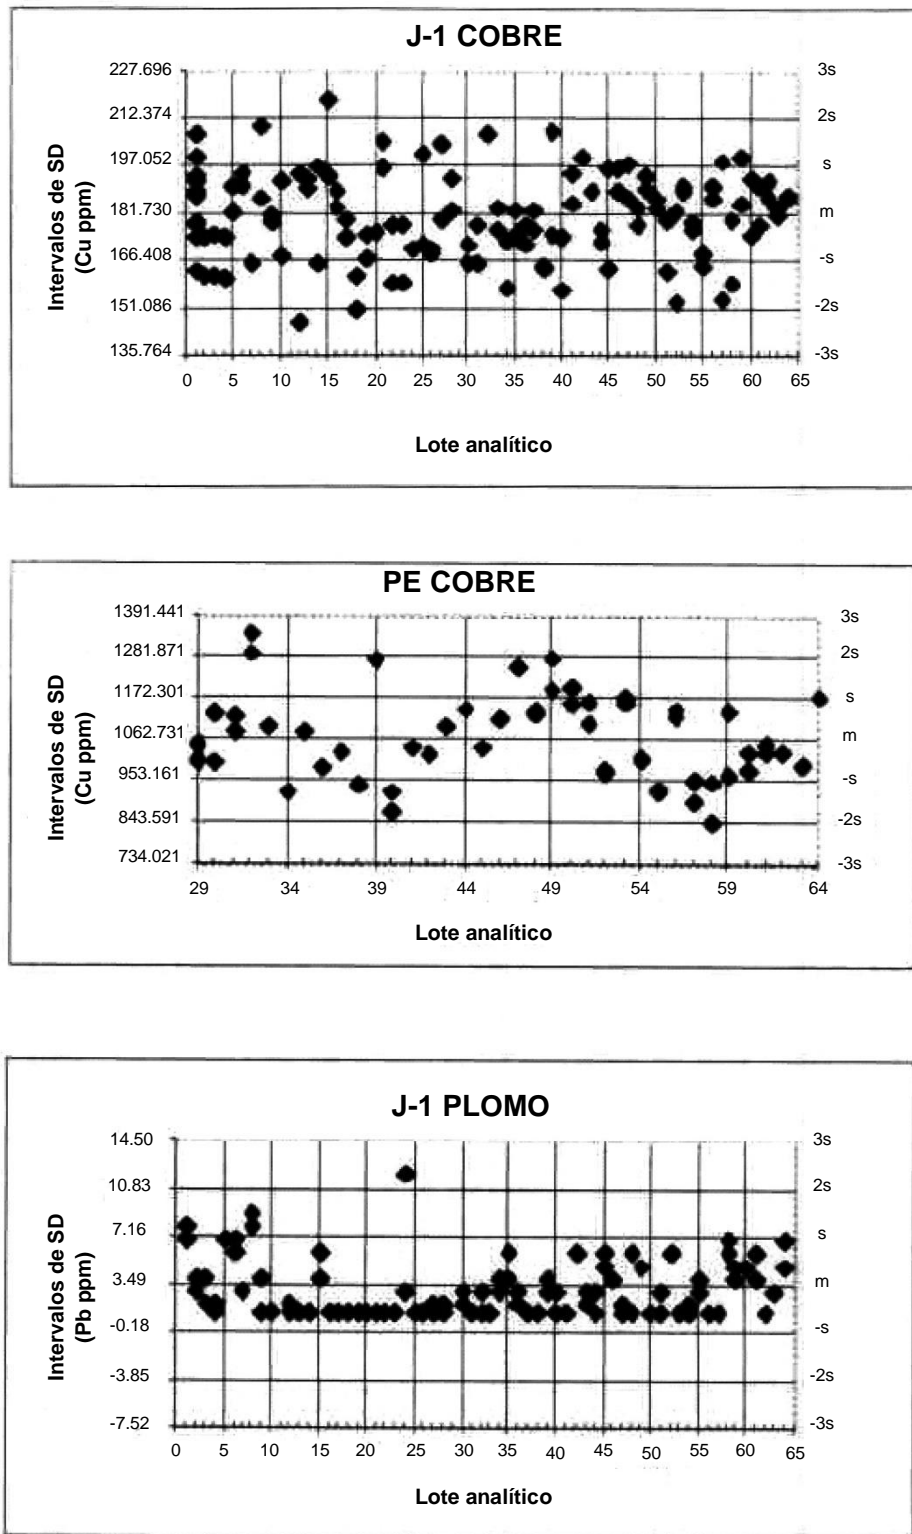 J-1 COBRE
Intervalos de SD
(Cu ppm)
227.696
212.374
197.052
181.730
166.408
151.086
135.764
3s
2s
s
m
-s
-2s
-3s
0 5 10 15 20 25 30 35 40 45 50 55 60 65
Lote analítico
PE COBRE
Intervalos de SD
(Cu ppm)
1391.441
1281.871
1172.301
1062.731
953.161
843.591
734.021
3s
2s
s
m
-s
-2s
-3s
29 34 39 44 49 54 59 64
Lote analítico
J-1 PLOMO
Intervalos de SD
(Pb ppm)
14.50
10.83
7.16
3.49
-0.18
-3.85
-7.52
3s
2s
s
m
-s
-2s
-3s
0 5 10 15 20 25 30 35 40 45 50 55 60 65
Lote analítico